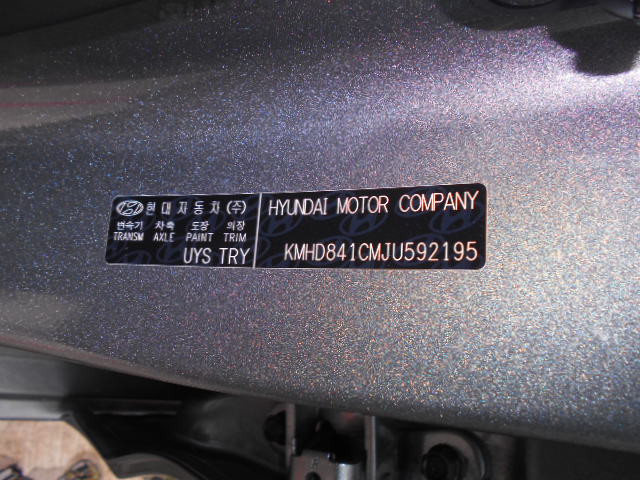 현대자동차(주)
변속기 차축 도장 의장
TRANSM AXLE PAINT TRIM
UYS TRY
HYUNDAI MOTOR COMPANY
KMHD841CMJU592195